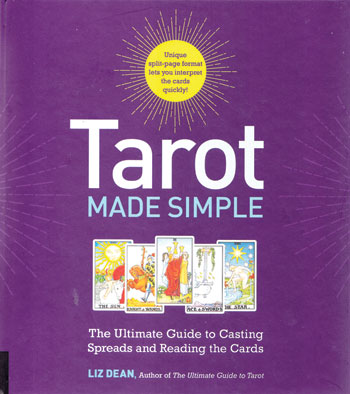 Unique
split-page format
lets you interpret
the cards
quickly!
Tarot
MADE SIMPLE
THE SUN.
KNIGHT of WANDS.
ACE of SWORDS.
THE STAR.
The Ultimate Guide to Casting
Spreads and Reading the Cards
LIZ DEAN, Author of The Ultimate Guide to Tarot